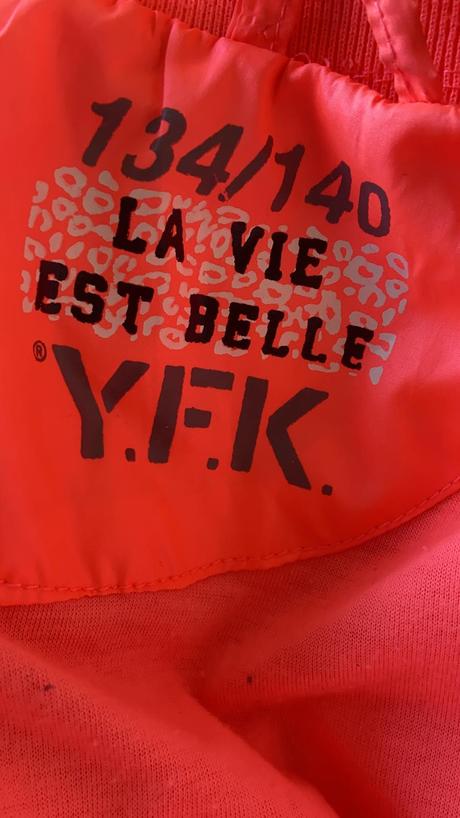 134/140
LA VIE
EST BELLE
® Y.F.K.